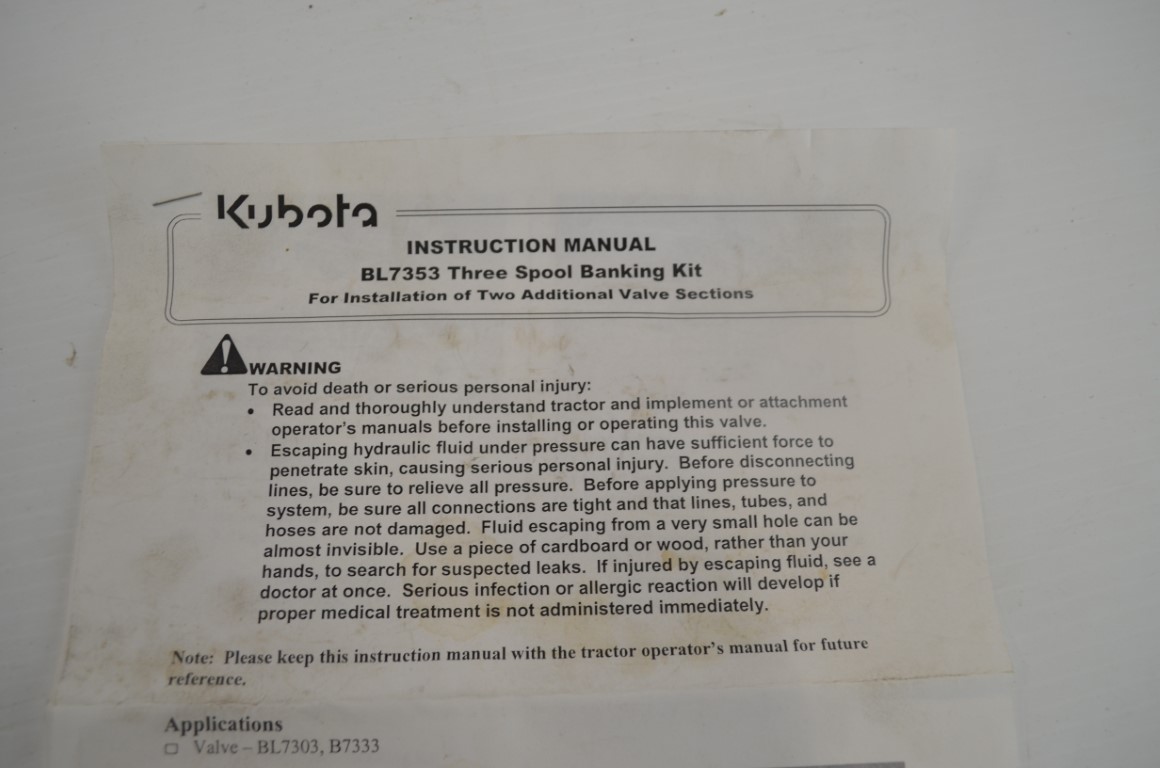 Kubota
INSTRUCTION MANUAL
BL7353 Three Spool Banking Kit
For Installation of Two Additional Valve Sections
WARNING
To avoid death or serious personal injury:
• Read and thoroughly understand tractor and implement or attachment
operator's manuals before installing or operating this valve.
• Escaping hydraulic fluid under pressure can have sufficient force to
penetrate skin, causing serious personal injury. Before disconnecting
lines, be sure to relieve all pressure. Before applying pressure to
system, be sure all connections are tight and that lines, tubes, and
hoses are not damaged. Fluid escaping from a very small hole can be
almost invisible. Use a piece of cardboard or wood, rather than your
hands, to search for suspected leaks. If injured by escaping fluid, see a
doctor at once. Serious infection or allergic reaction will develop if
proper medical treatment is not administered immediately.
Note: Please keep this instruction manual with the tractor operator's manual for future
reference.
Applications
□ Valve – BL7303, B7333